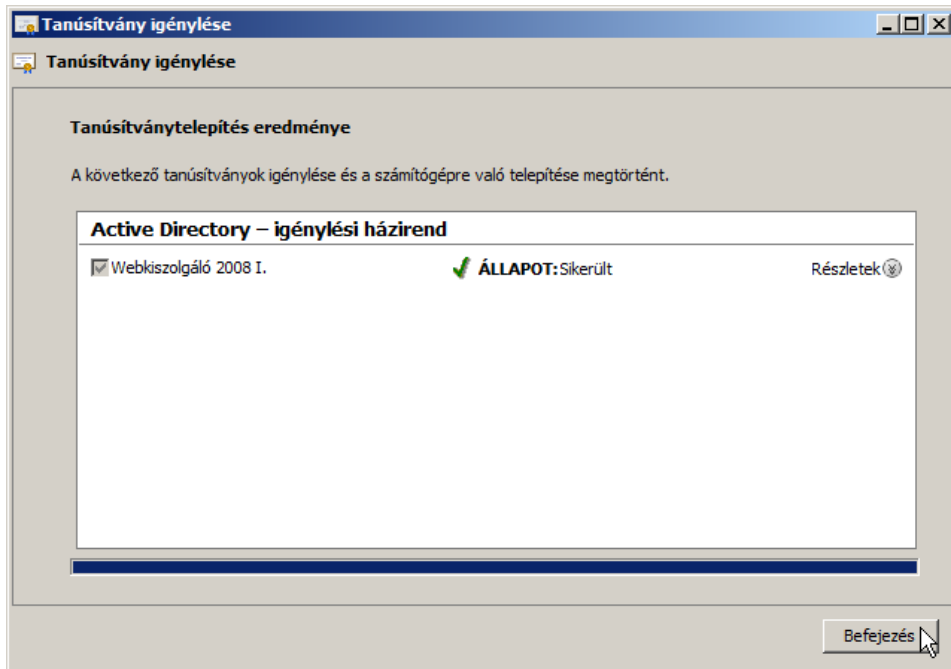 Tanúsítvány igénylése
Tanúsítvány igénylése
Tanúsítványtelepítés eredménye
A következő tanúsítványok igénylése és a számítógépre való telepítése megtörtént.
Active Directory – igénylési házirend
Webkiszolgáló 2008 I. ÁLLAPOT: Sikerült Részletek
Befejezés